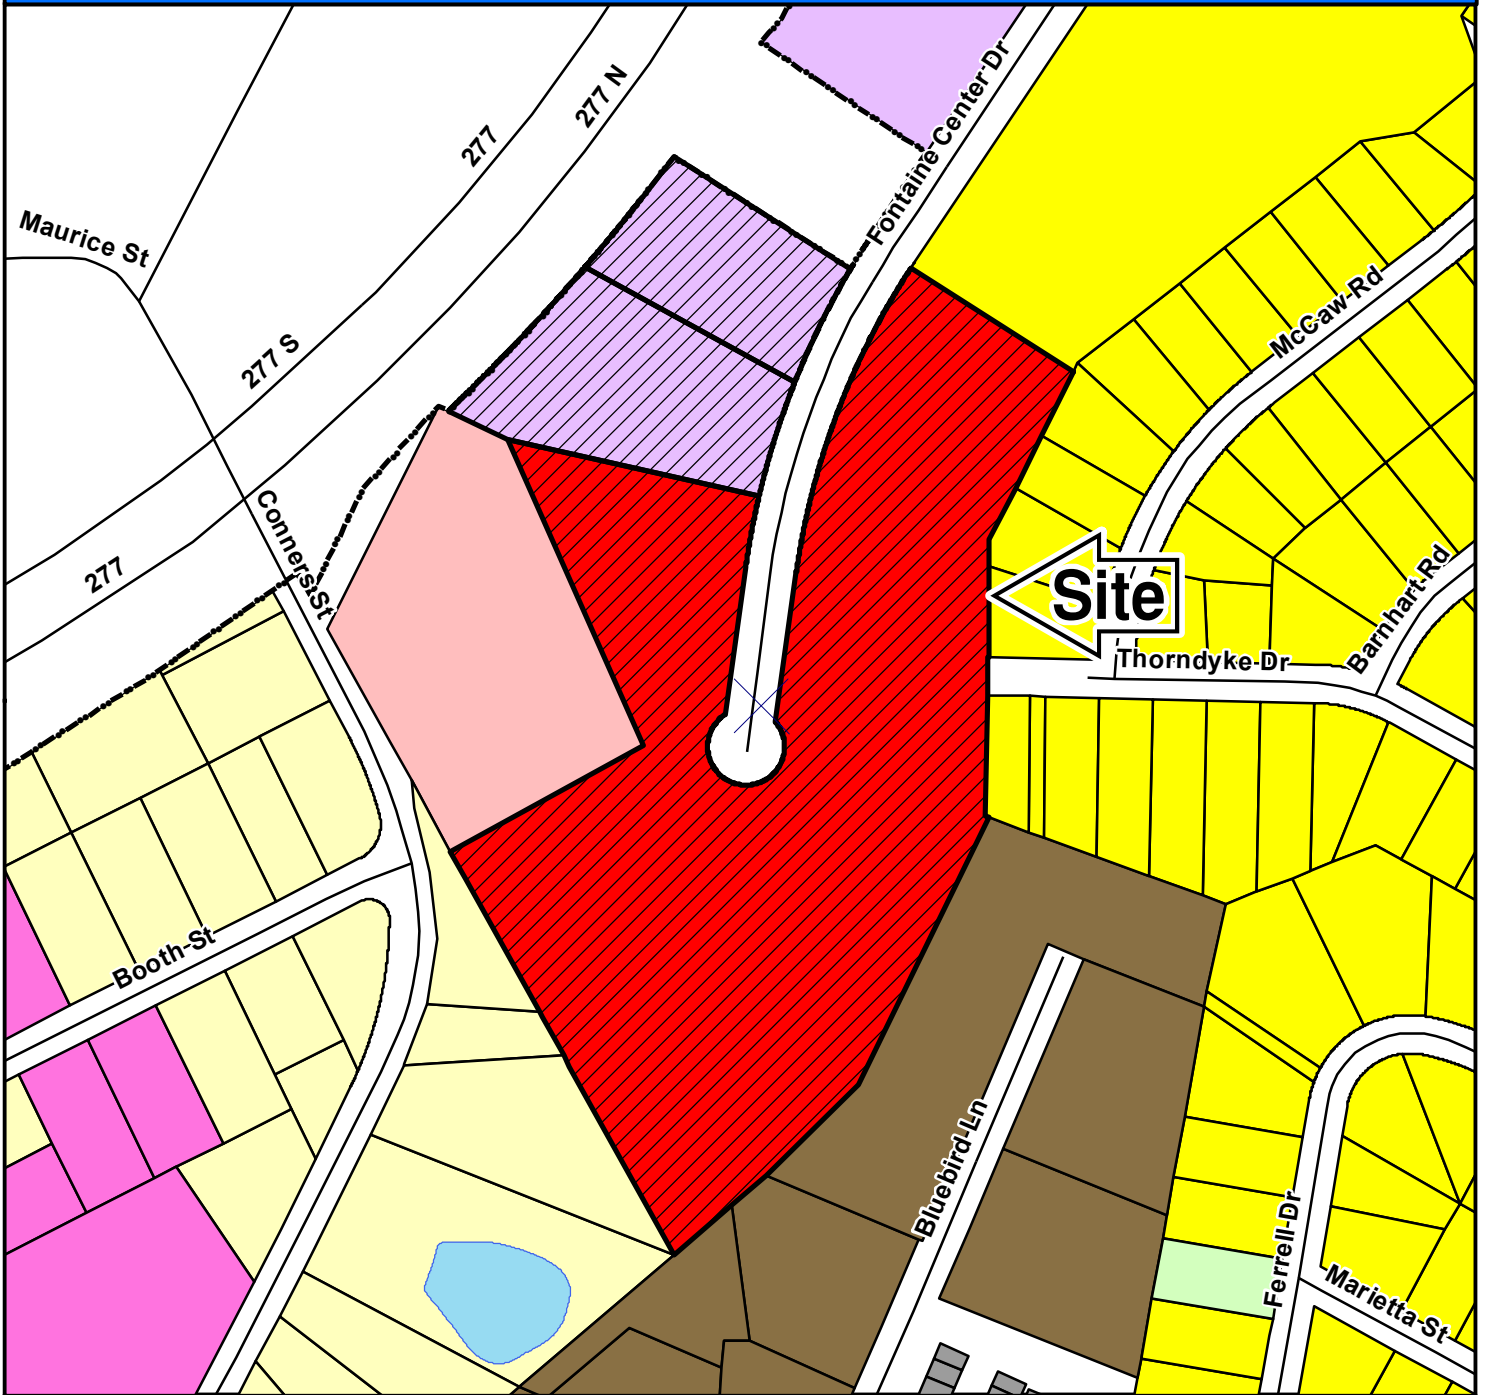 277
277 N
Fontaine Center Dr
Maurice St
277 S
McCaw Rd
Conners St
277
Site
Barnhart Rd
Thorndyke Dr
Booth St
Bluebird Ln
Ferrell Dr
Marietta St